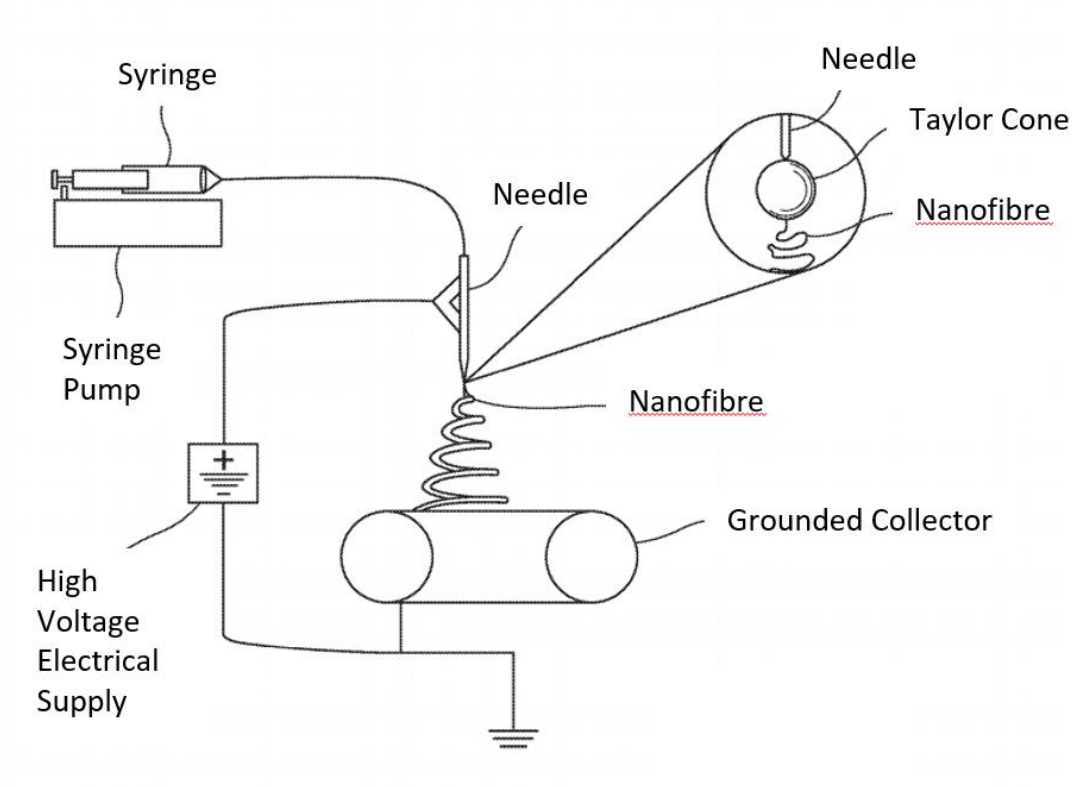 Syringe
Needle
Taylor Cone
Nanofibre
Needle
Syringe
Pump
Nanofibre
+
Grounded Collector
High
Voltage
Electrical
Supply